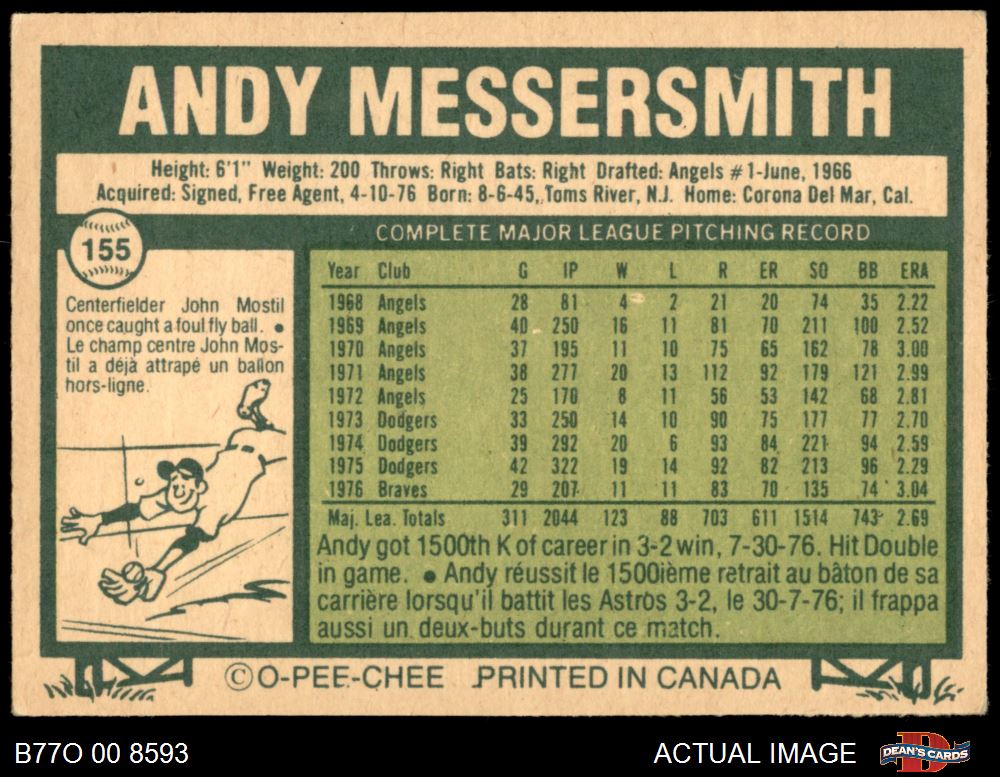 ANDY MESSERSMITH
Height: 6'1" Weight: 200 Throws: Right Bats: Right Drafted: Angels #1-June, 1966
Acquired: Signed, Free Agent, 4-10-76 Born: 8-6-45, Toms River, N.J. Home: Corona Del Mar, Cal.
155
Centerfielder John Mostil
once caught a foul fly ball. •
Le champ centre John Mos-
til a déjà attrapé un ballon
hors-ligne.
COMPLETE MAJOR LEAGUE PITCHING RECORD
Year Club G IP W L R ER SO BB ERA
1968 Angels 28 81 4 2 21 20 74 35 2.22
1969 Angels 40 250 16 11 81 70 211 100 2.52
1970 Angels 37 195 11 10 75 65 162 78 3.00
1971 Angels 38 277 20 13 112 92 179 121 2.99
1972 Angels 25 170 8 11 56 53 142 68 2.81
1973 Dodgers 33 250 14 10 90 75 177 77 2.70
1974 Dodgers 39 292 20 6 93 84 221 94 2.59
1975 Dodgers 42 322 19 14 92 82 213 96 2.29
1976 Braves 29 207 11 11 83 70 135 74 3.04
Maj. Lea. Totals 311 2044 123 88 703 611 1514 743 2.69
Andy got 1500th K of career in 3-2 win, 7-30-76. Hit Double
in game. • Andy réussit le 1500ième retrait au bâton de sa
carrière lorsqu'il battit les Astros 3-2, le 30-7-76; il frappa
aussi un deux-buts durant ce match.
© O-PEE-CHEE PRINTED IN CANADA
B77O 00 8593
ACTUAL IMAGE
DEAN'S CARDS